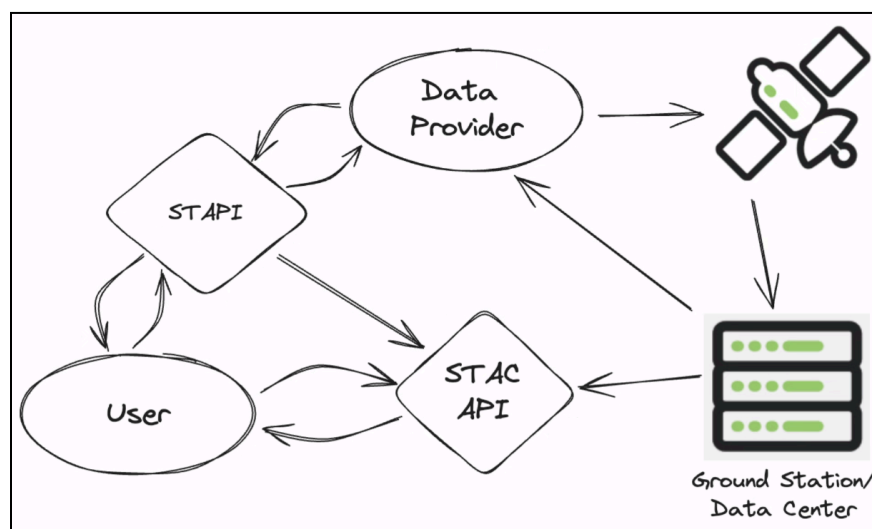 Data
Provider
STAPI
User
STAC
API
Ground Station/
Data Center